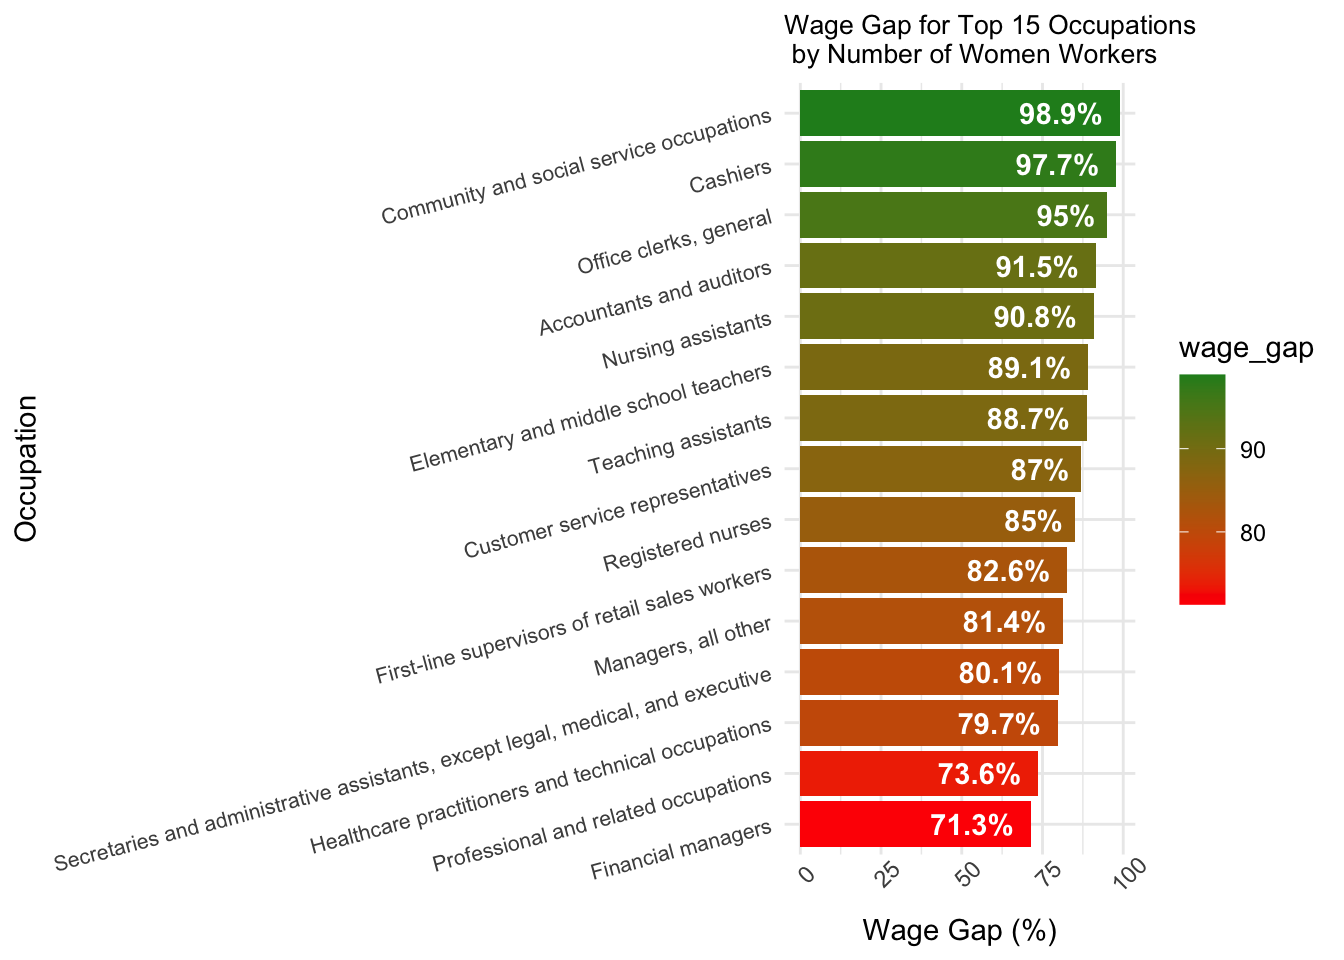 Wage Gap for Top 15 Occupations
by Number of Women Workers
Community and social service occupations
98.9%
Cashiers
97.7%
Office clerks, general
95%
Accountants and auditors
91.5%
Nursing assistants
90.8%
Elementary and middle school teachers
89.1%
Teaching assistants
88.7%
Customer service representatives
87%
Registered nurses
85%
First-line supervisors of retail sales workers
82.6%
Managers, all other
81.4%
Secretaries and administrative assistants, except legal, medical, and executive
80.1%
Healthcare practitioners and technical occupations
79.7%
Professional and related occupations
73.6%
Financial managers
71.3%
0
25
50
75
100
Wage Gap (%)
Occupation
wage_gap
90
80